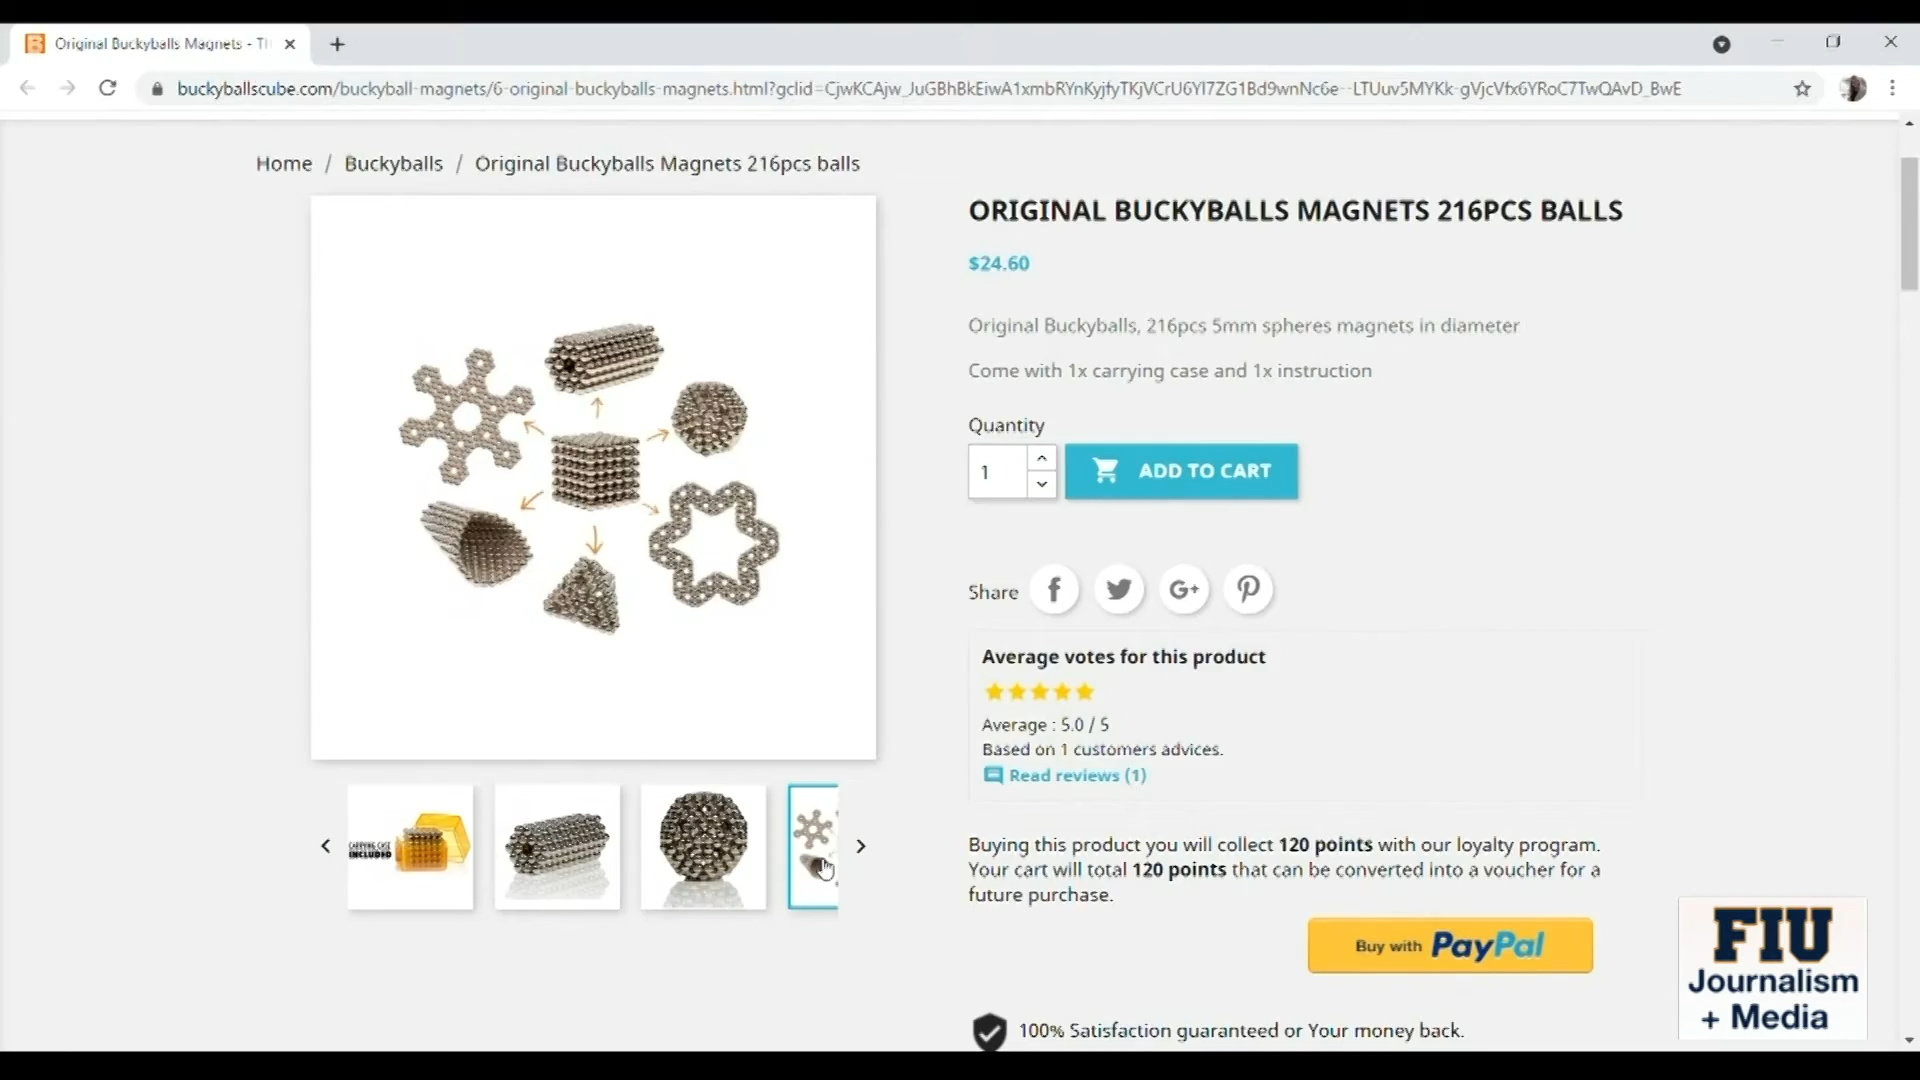 Original Buckyballs Magnets - Th
buckyballscube.com/buckyball-magnets/6-original-buckyballs-magnets.html?gclid=CjwKCAjw_JuGBhBkEiwA1xmbRYnKyjfyTKjVCrU6Yl7ZG1Bd9wnNc6e--LTUuv5MYKk-gVjcVfx6YRoC7TwQAvD_BwE
Home / Buckyballs / Original Buckyballs Magnets 216pcs balls
ORIGINAL BUCKYBALLS MAGNETS 216PCS BALLS
$24.60
Original Buckyballs, 216pcs 5mm spheres magnets in diameter
Come with 1x carrying case and 1x instruction
Quantity
1
ADD TO CART
Share
Average votes for this product
Average : 5.0 / 5
Based on 1 customers advices.
Read reviews (1)
CARRYING CASE
INCLUDED
Buying this product you will collect 120 points with our loyalty program.
Your cart will total 120 points that can be converted into a voucher for a
future purchase.
Buy with PayPal
100% Satisfaction guaranteed or Your money back.
FIU
Journalism
+ Media